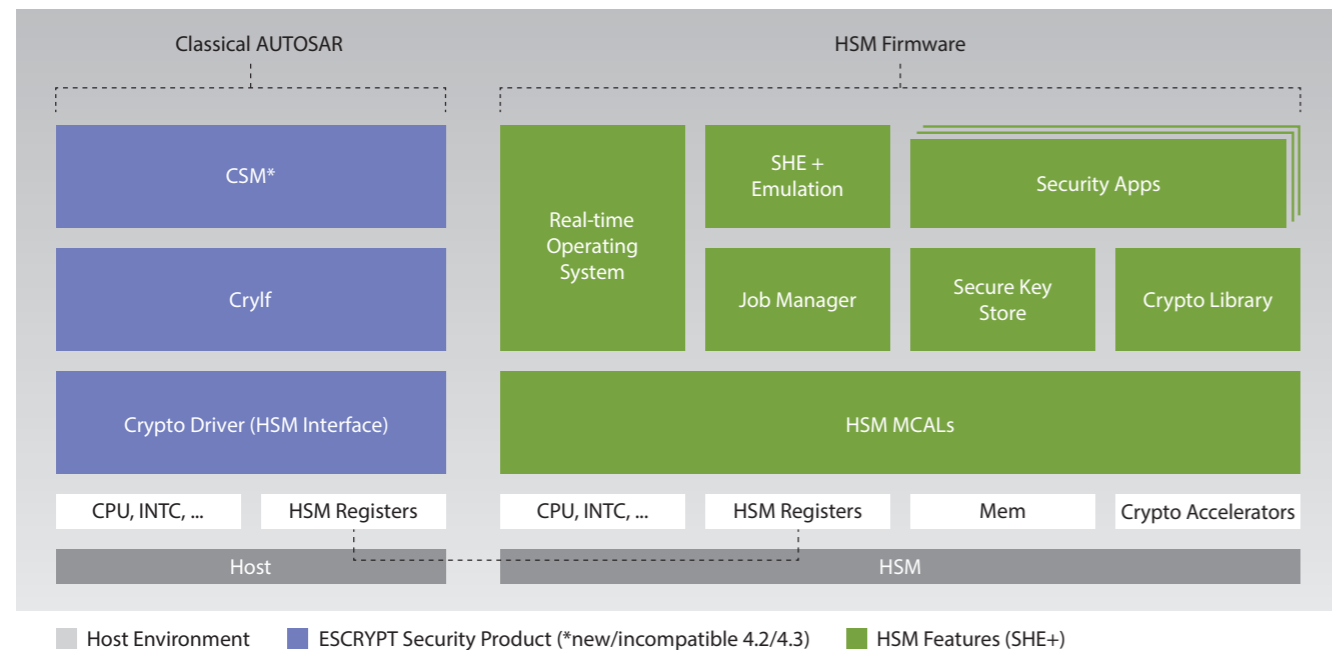 Classical AUTOSAR
HSM Firmware
CSM*
Real-time
Operating
System
SHE +
Emulation
Security Apps
CryIf
Job Manager
Secure Key
Store
Crypto Library
Crypto Driver (HSM Interface)
HSM MCALs
CPU, INTC, ...
HSM Registers
CPU, INTC, ...
HSM Registers
Mem
Crypto Accelerators
Host
HSM
Host Environment
ESCRYPT Security Product (*new/incompatible 4.2/4.3)
HSM Features (SHE+)